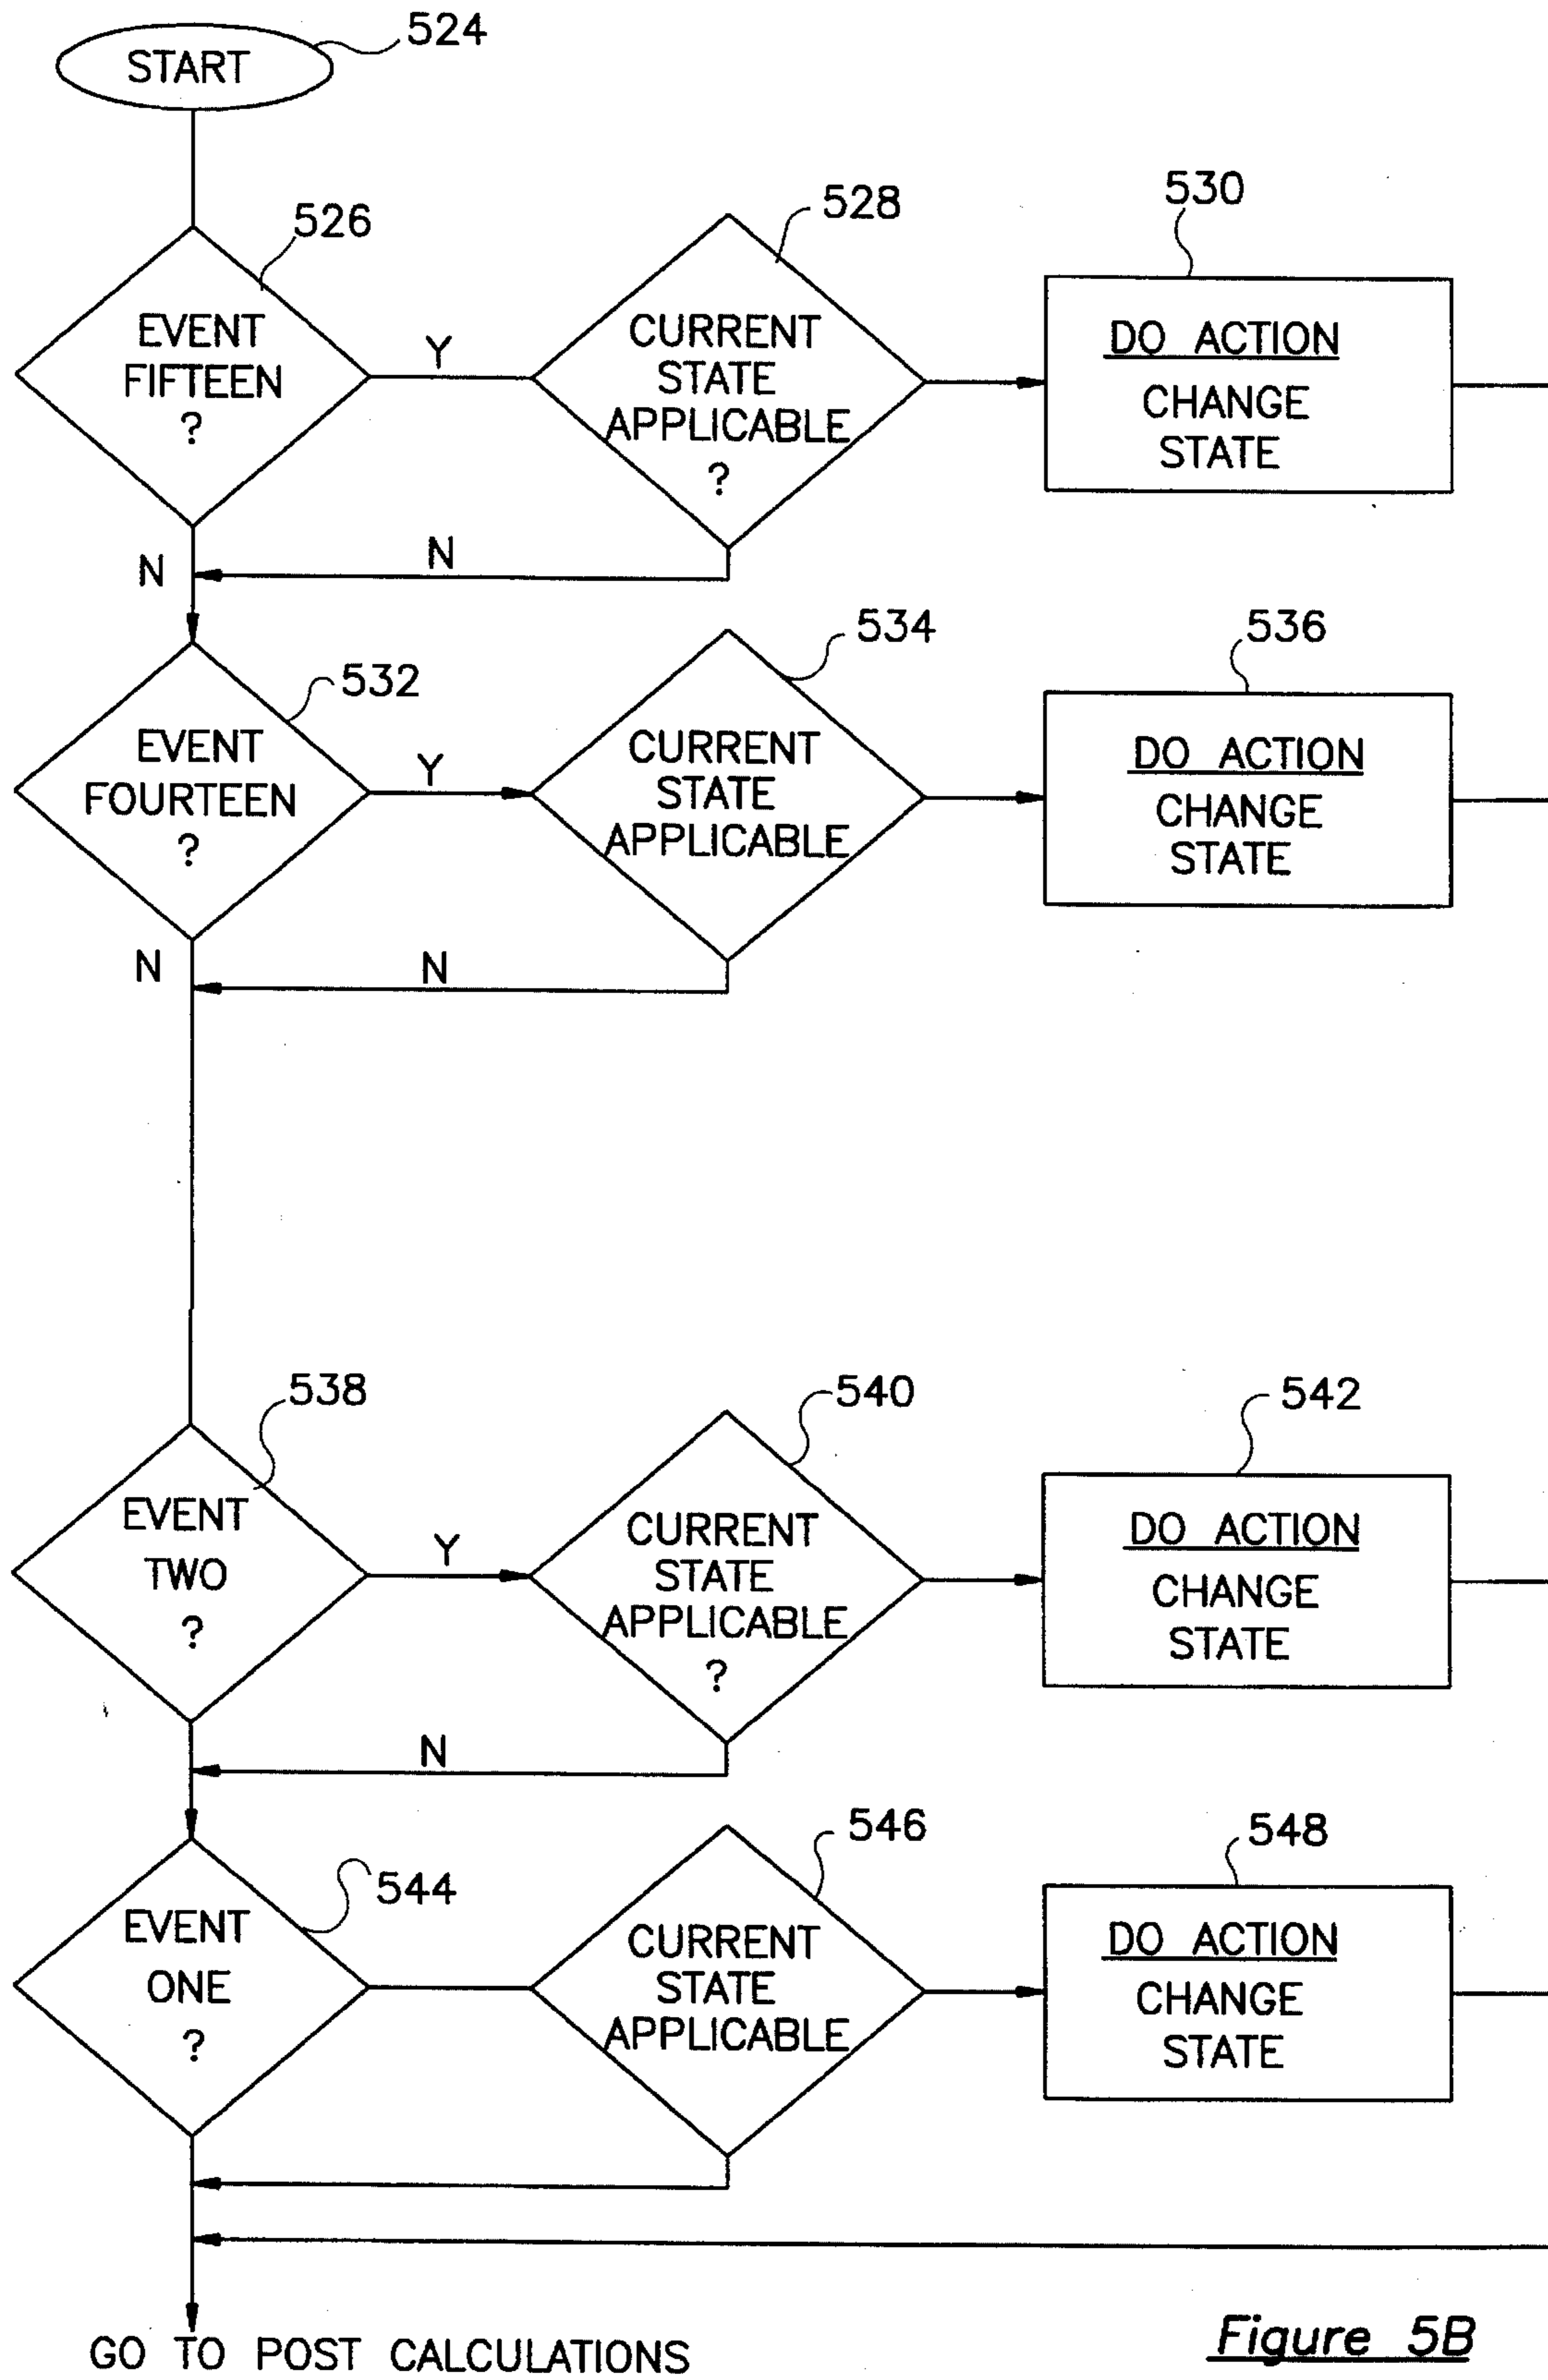 START
524
526
EVENT
FIFTEEN
?
Y
528
CURRENT
STATE
APPLICABLE
?
530
DO ACTION
CHANGE
STATE
N
N
532
EVENT
FOURTEEN
?
Y
534
CURRENT
STATE
APPLICABLE
536
DO ACTION
CHANGE
STATE
N
N
538
EVENT
TWO
?
Y
540
CURRENT
STATE
APPLICABLE
?
542
DO ACTION
CHANGE
STATE
N
544
EVENT
ONE
?
546
CURRENT
STATE
APPLICABLE
548
DO ACTION
CHANGE
STATE
GO TO POST CALCULATIONS
Figure 5B